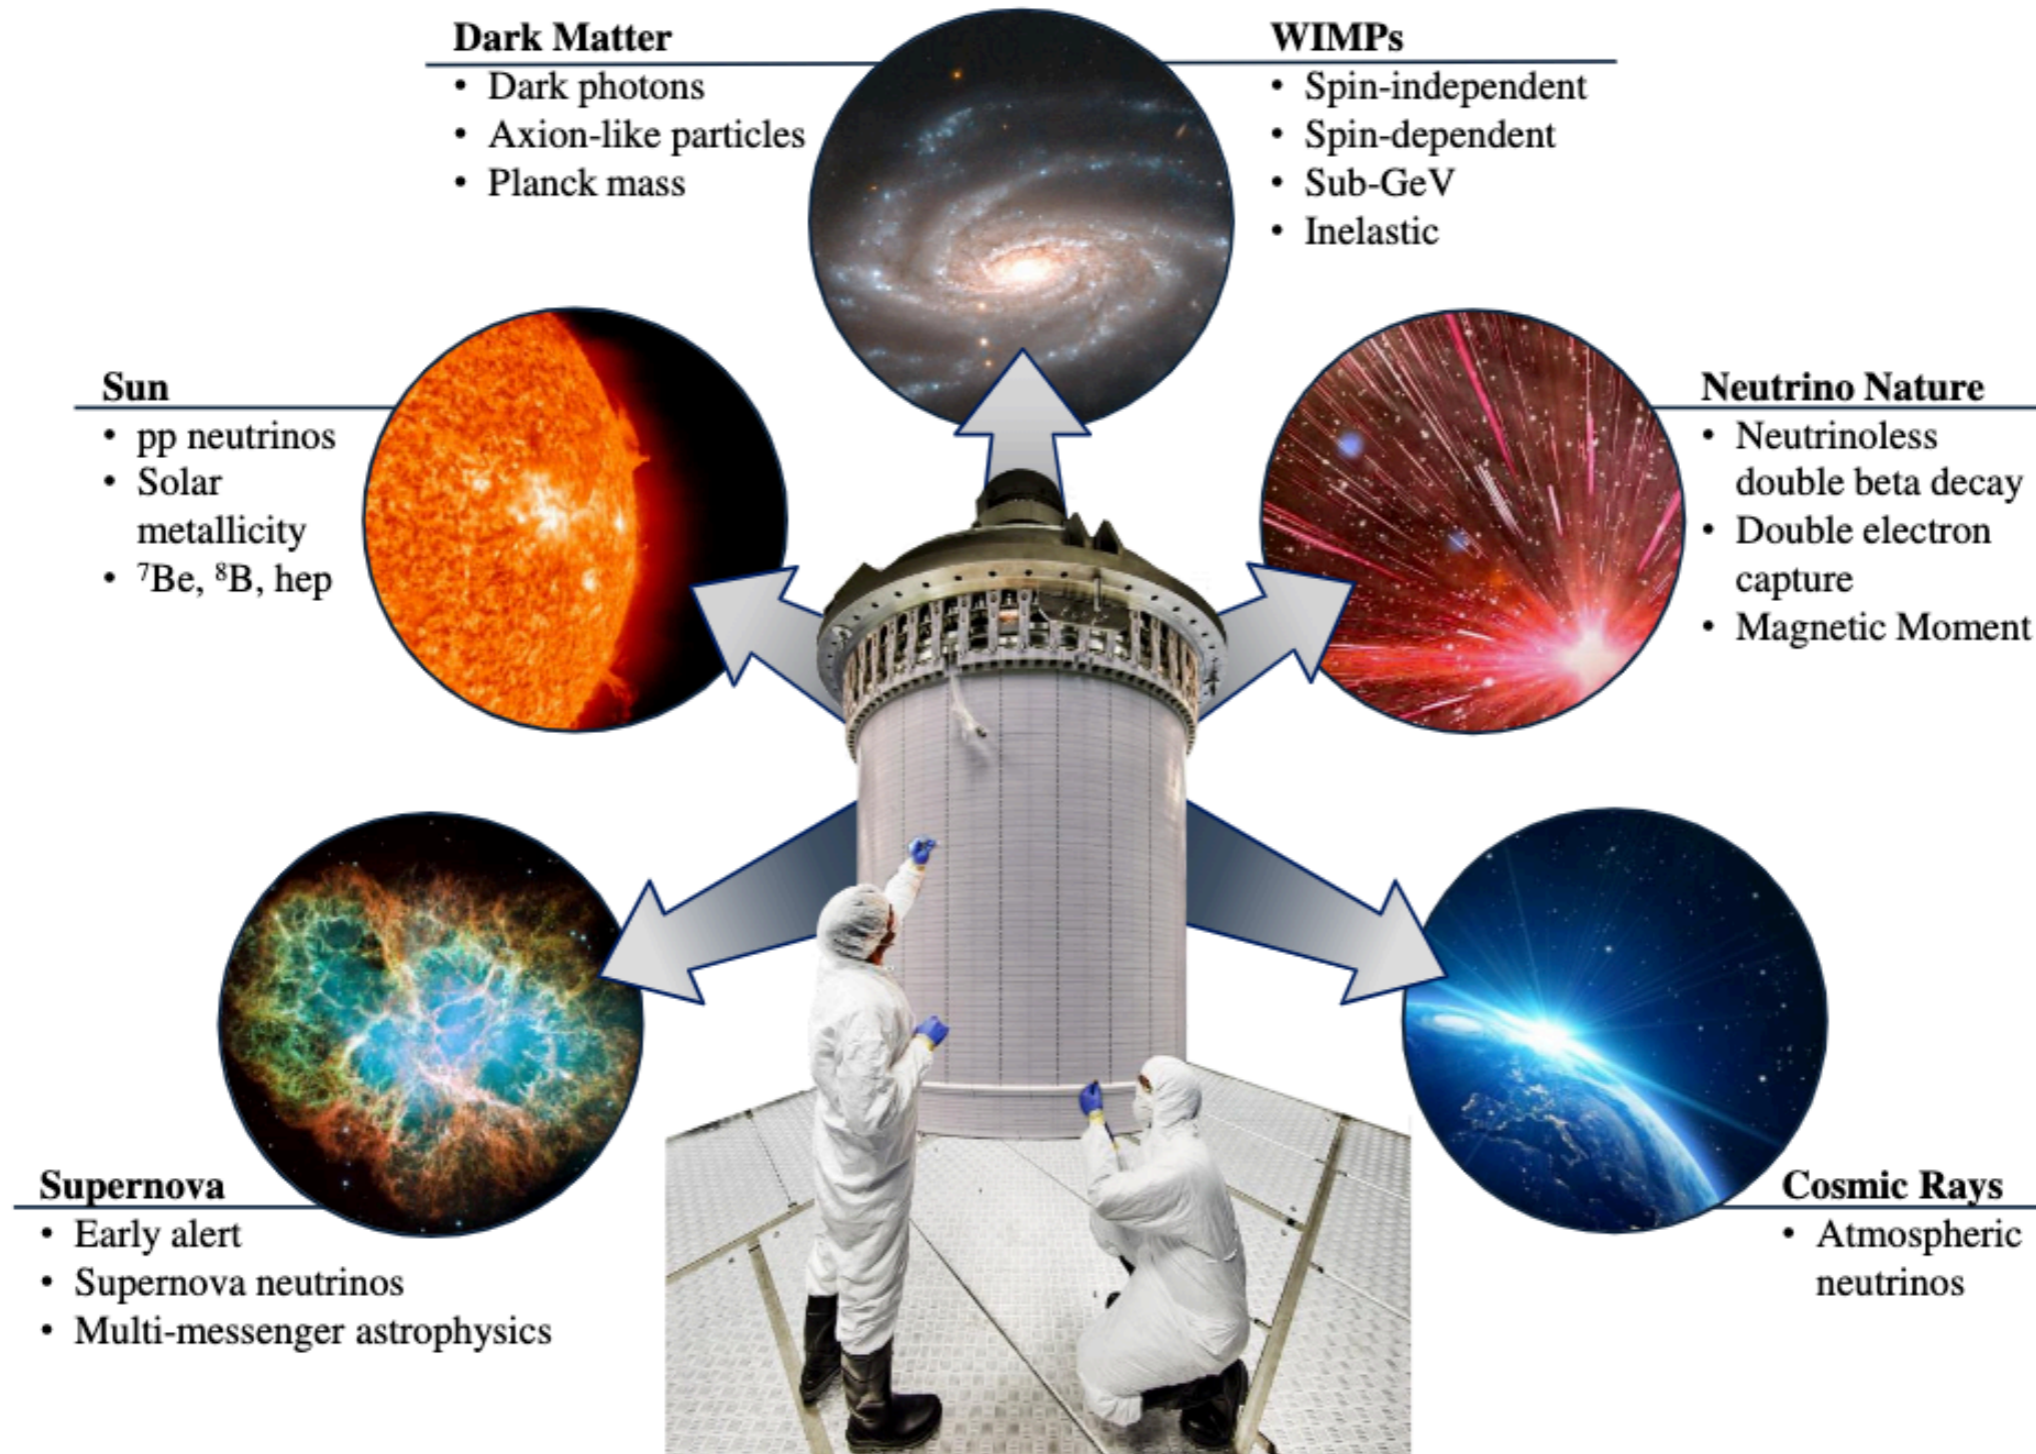 Dark Matter
• Dark photons
• Axion-like particles
• Planck mass
WIMPs
• Spin-independent
• Spin-dependent
• Sub-GeV
• Inelastic
Sun
• pp neutrinos
• Solar
metallicity
• ⁷Be, ⁸B, hep
Neutrino Nature
• Neutrinoless
double beta decay
• Double electron
capture
• Magnetic Moment
Supernova
• Early alert
• Supernova neutrinos
• Multi-messenger astrophysics
Cosmic Rays
• Atmospheric
neutrinos